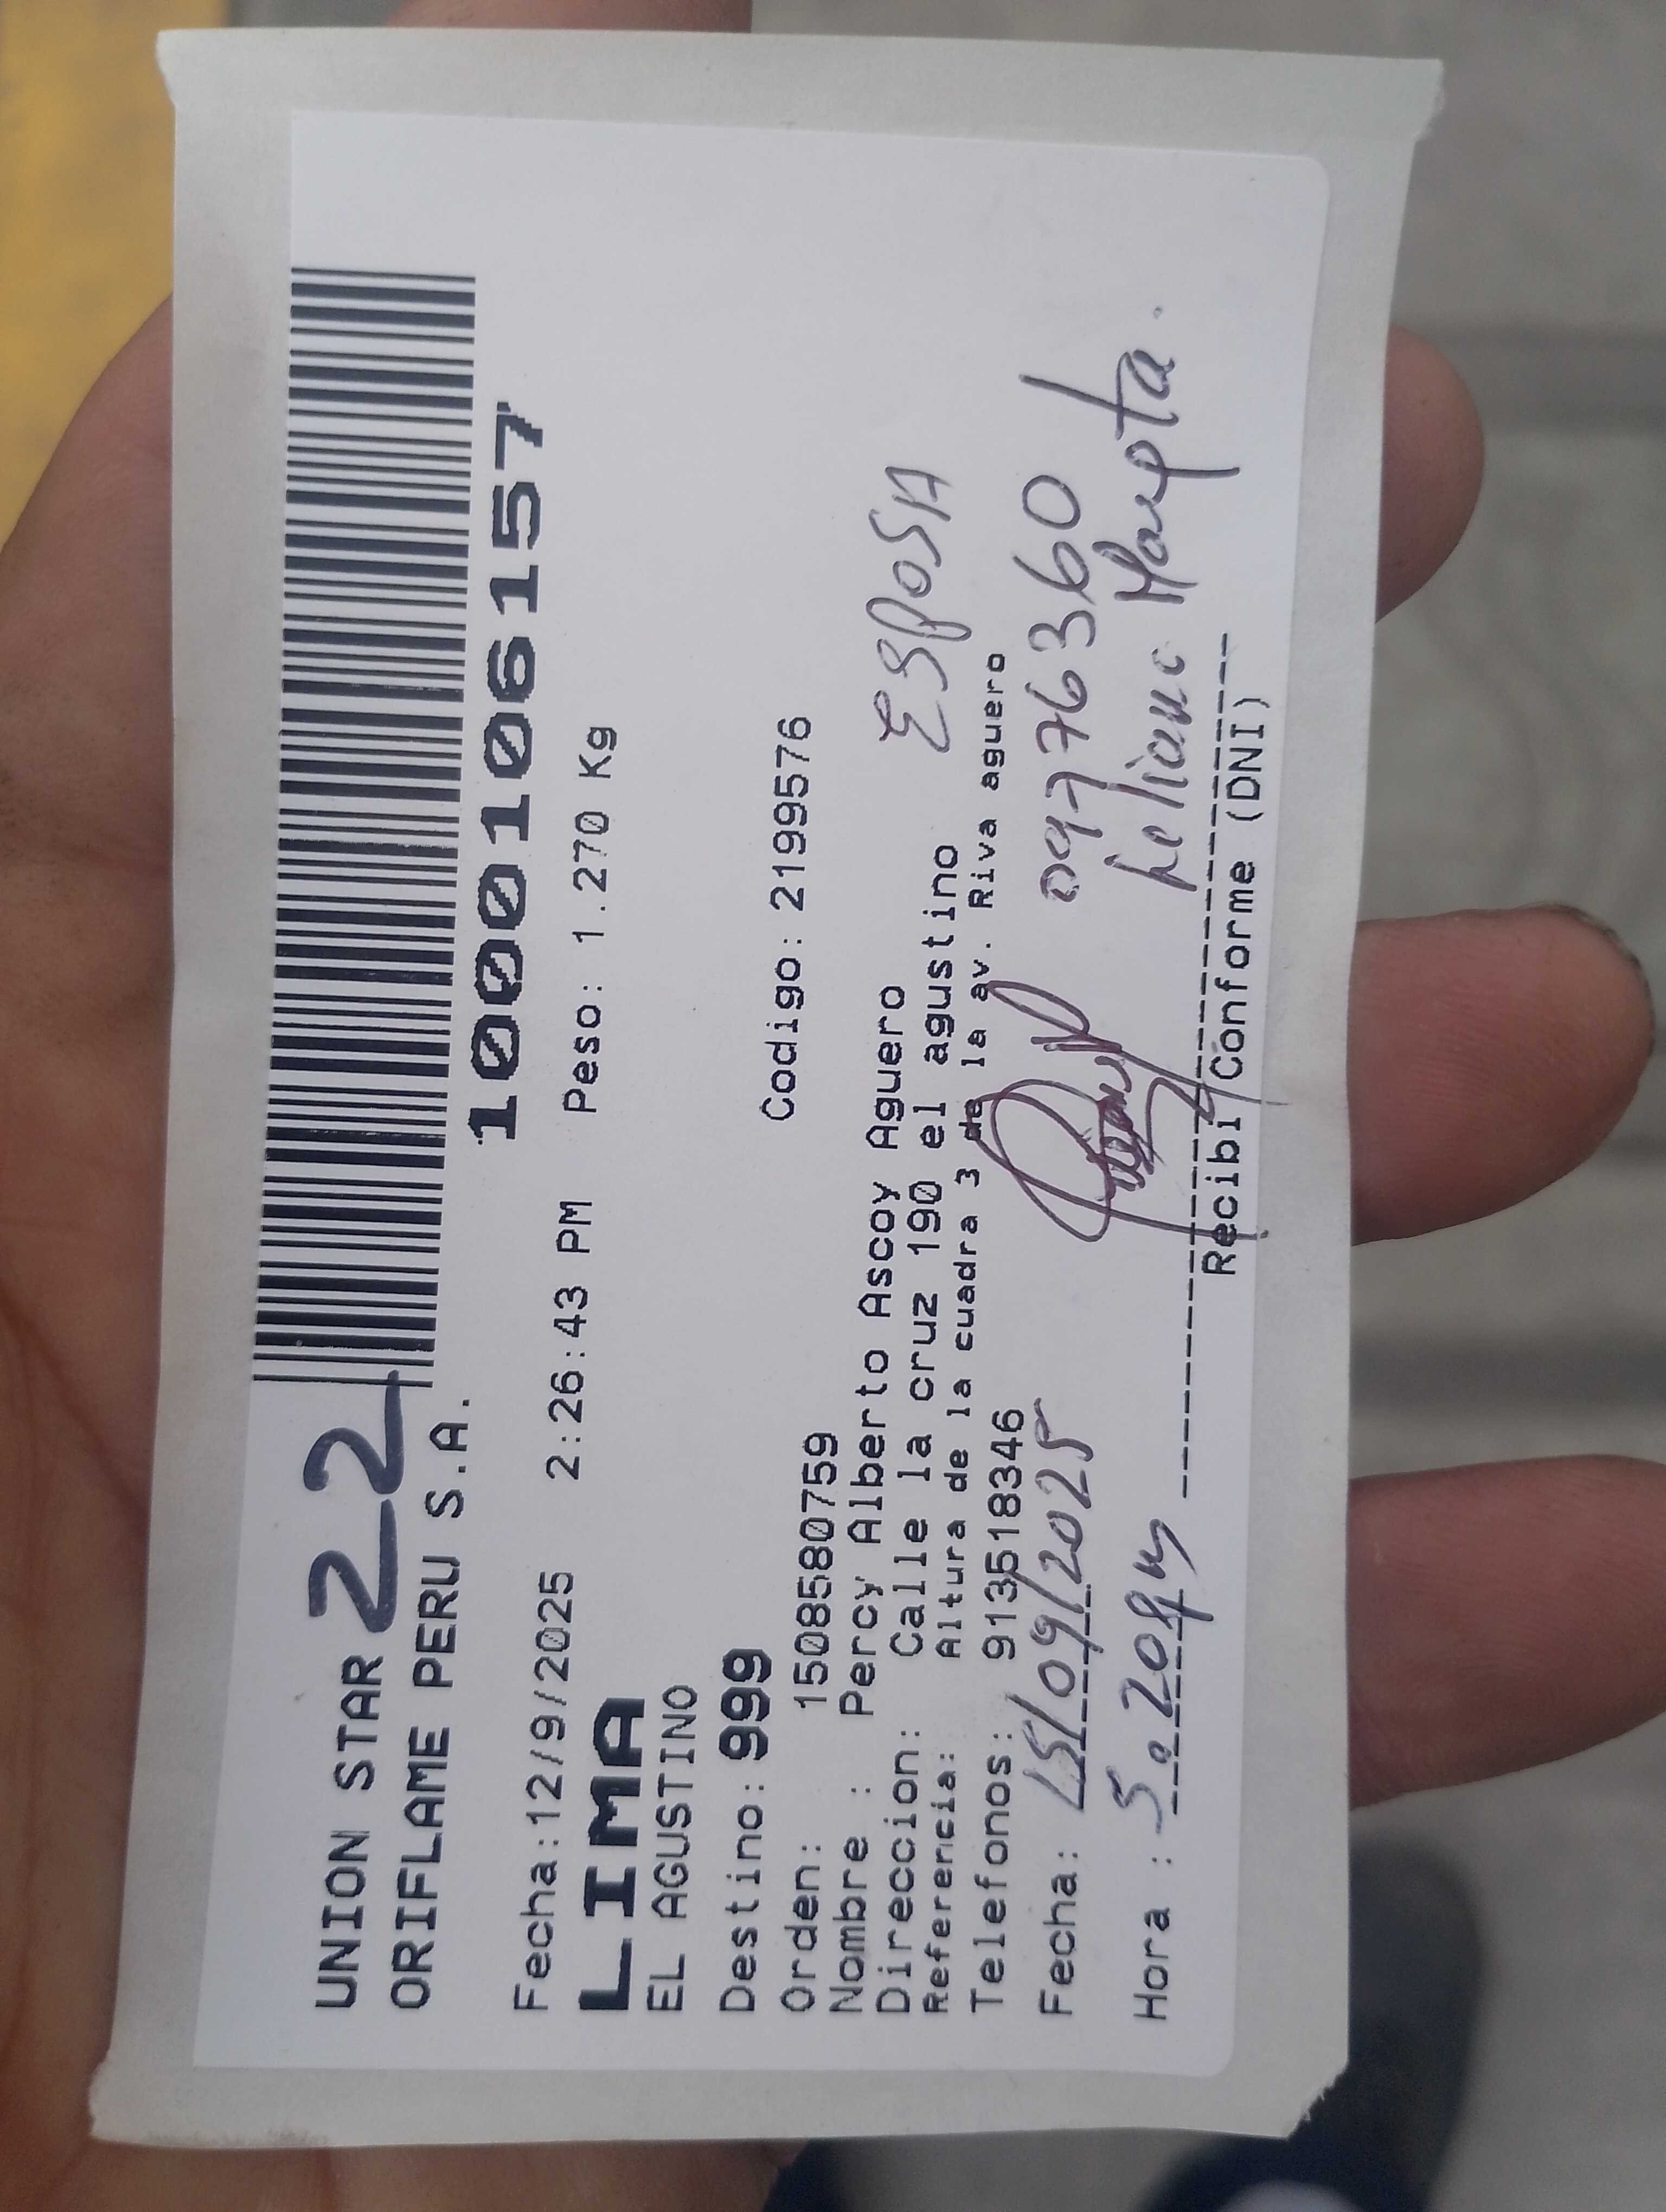 UNION STAR 22
ORIFLAME PERU S.A.
10001006157
Fecha:12/9/2025 2:26:43 PM Peso: 1.270 Kg
LIMA
EL AGUSTINO
Destino: 999
Codigo: 2199576
Orden: 1508580759
Nombre : Percy Alberto Ascoy Aguero
Direccion: Calle la cruz 190 el agustino
ESPOSA
Referencia: Altura de la cuadra 3 de la av. Riva aguero
Telefonos: 913518346
Fecha: 15/09/2025
09776360
Hora : 5:20pm
Recibi Conforme (DNI)